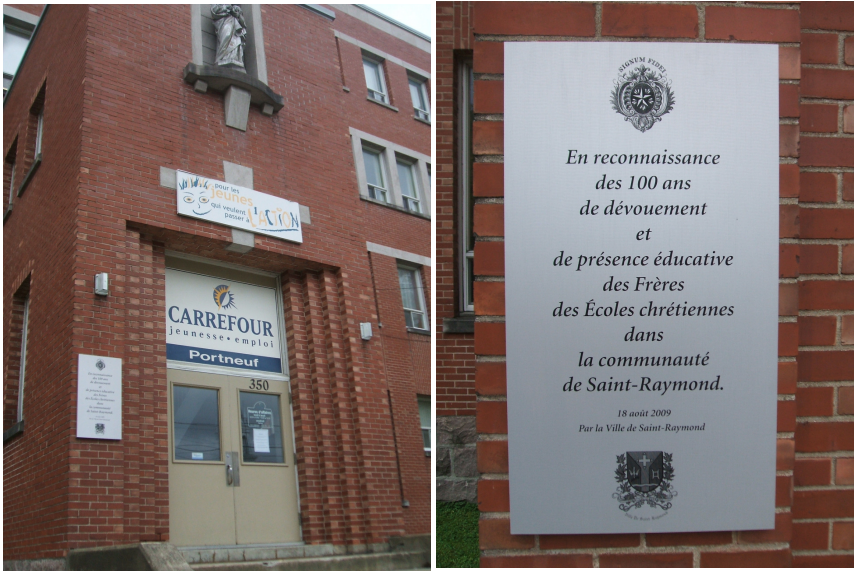 pour les
jeunes
qui veulent
passer à L'ACTION
CARREFOUR
jeunesse • emploi
Portneuf
350
SIGNUM FIDEI
En reconnaissance
des 100 ans
de dévouement
et
de présence éducative
des Frères
des Écoles chrétiennes
dans
la communauté
de Saint-Raymond.
18 août 2009
Par la Ville de Saint-Raymond